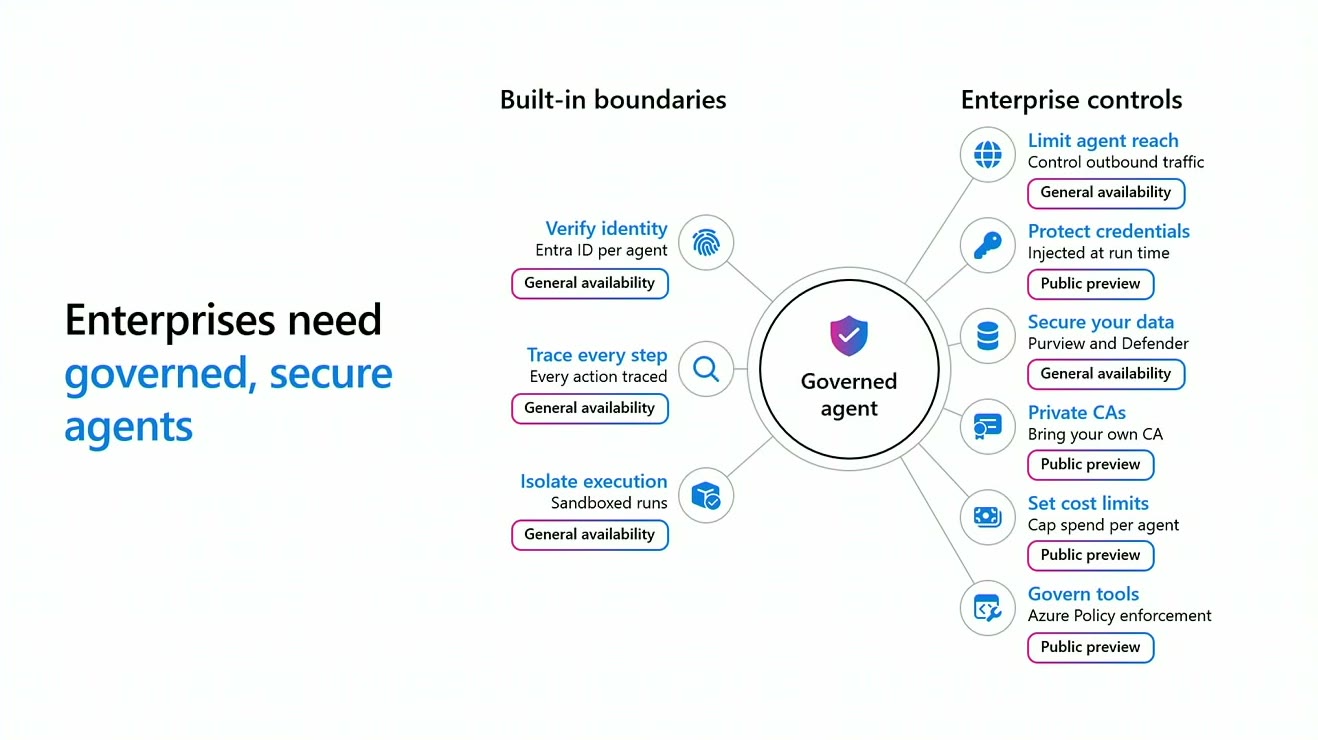 Enterprises need
governed, secure
agents
Built-in boundaries
Verify identity
Entra ID per agent
General availability
Trace every step
Every action traced
General availability
Isolate execution
Sandboxed runs
General availability
Governed
agent
Enterprise controls
Limit agent reach
Control outbound traffic
General availability
Protect credentials
Injected at run time
Public preview
Secure your data
Purview and Defender
General availability
Private CAs
Bring your own CA
Public preview
Set cost limits
Cap spend per agent
Public preview
Govern tools
Azure Policy enforcement
Public preview